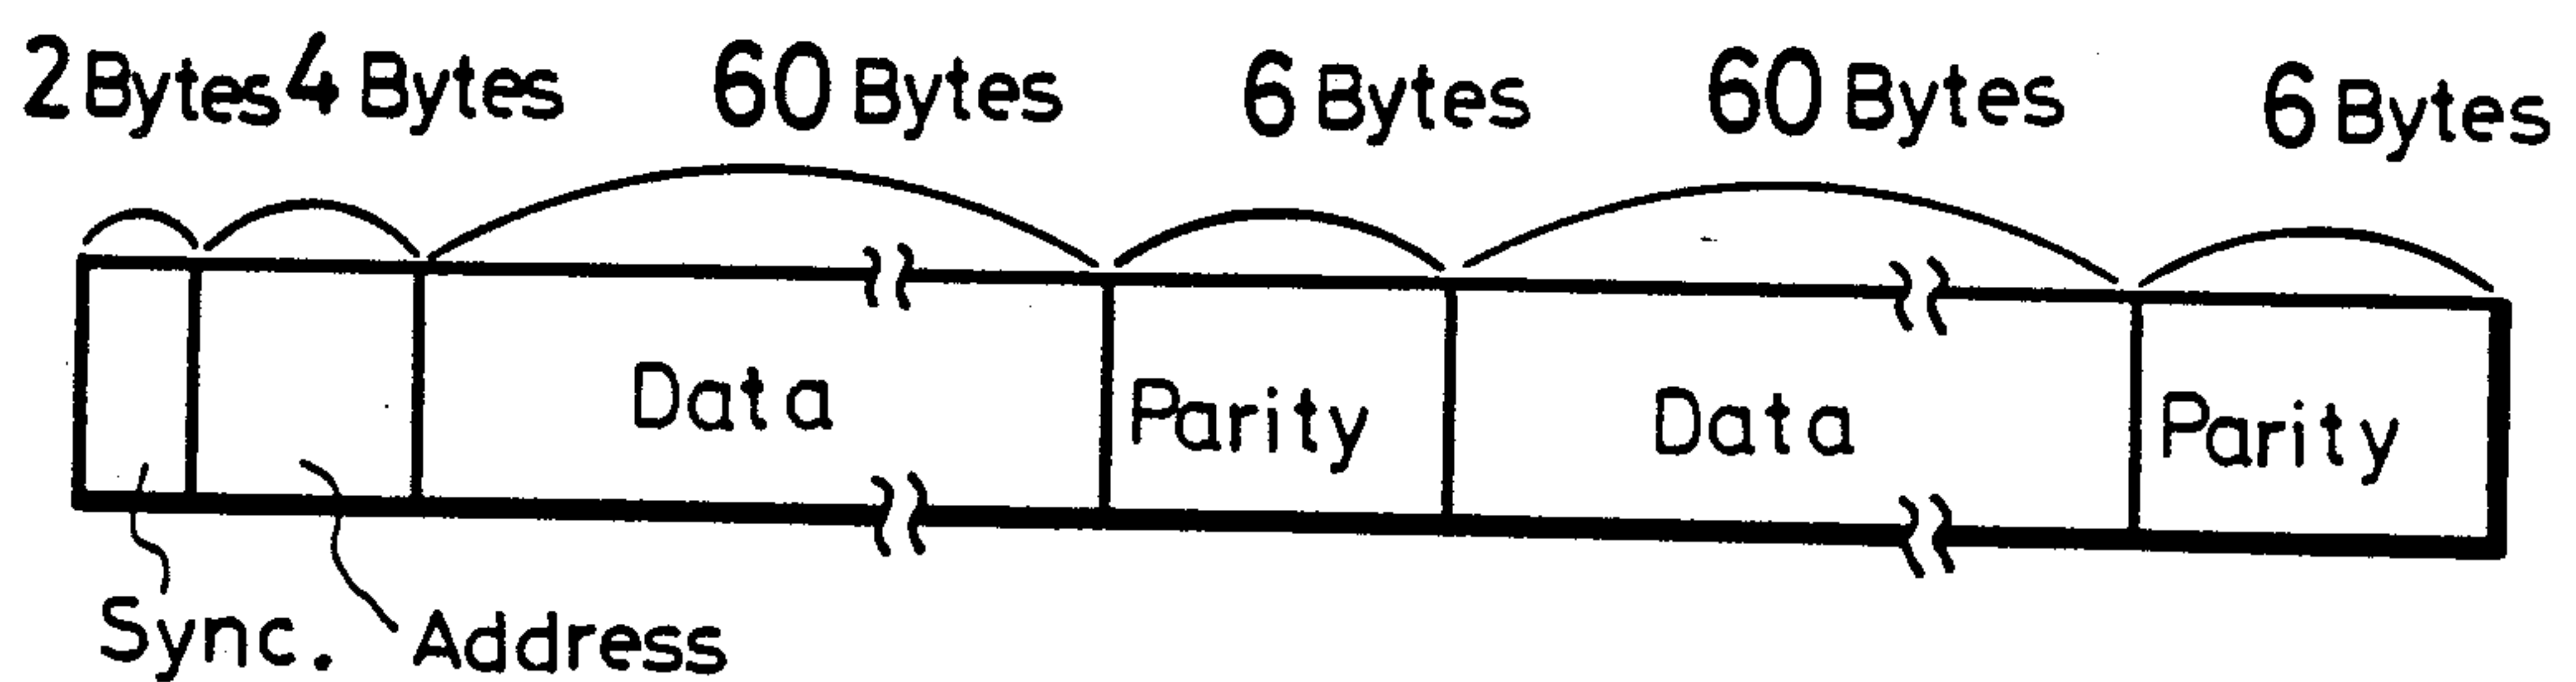 2 Bytes 4 Bytes 60 Bytes 6 Bytes 60 Bytes 6 Bytes
Data Parity Data Parity
Sync. Address